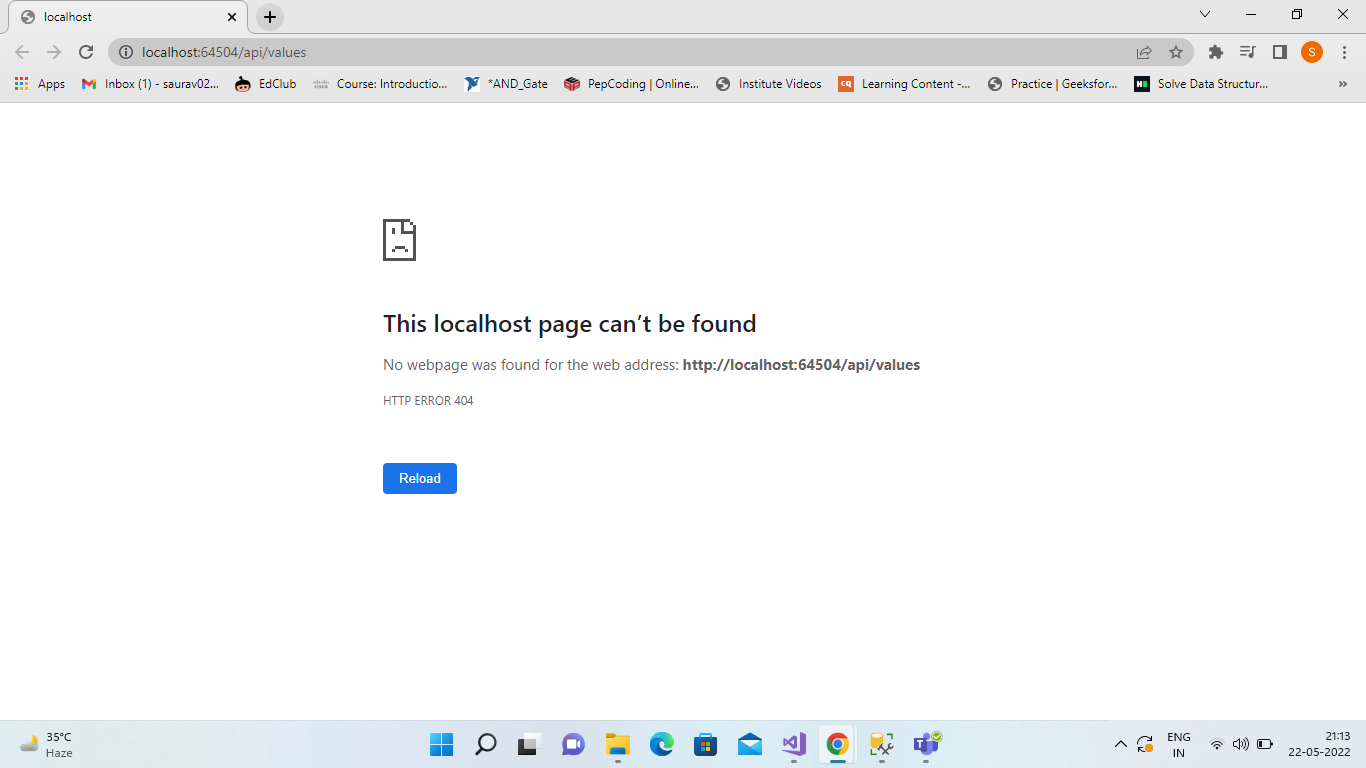 localhost
localhost:64504/api/values
S
Apps
Inbox (1) - saurav02...
EdClub
Course: Introductio...
*AND_Gate
PepCoding | Online...
Institute Videos
cq
Learning Content -...
Practice | Geeksfor...
H
Solve Data Structur...
»
This localhost page can't be found
No webpage was found for the web address: http://localhost:64504/api/values
HTTP ERROR 404
Reload
35°C
Haze
T
ENG
IN
21:13
22-05-2022